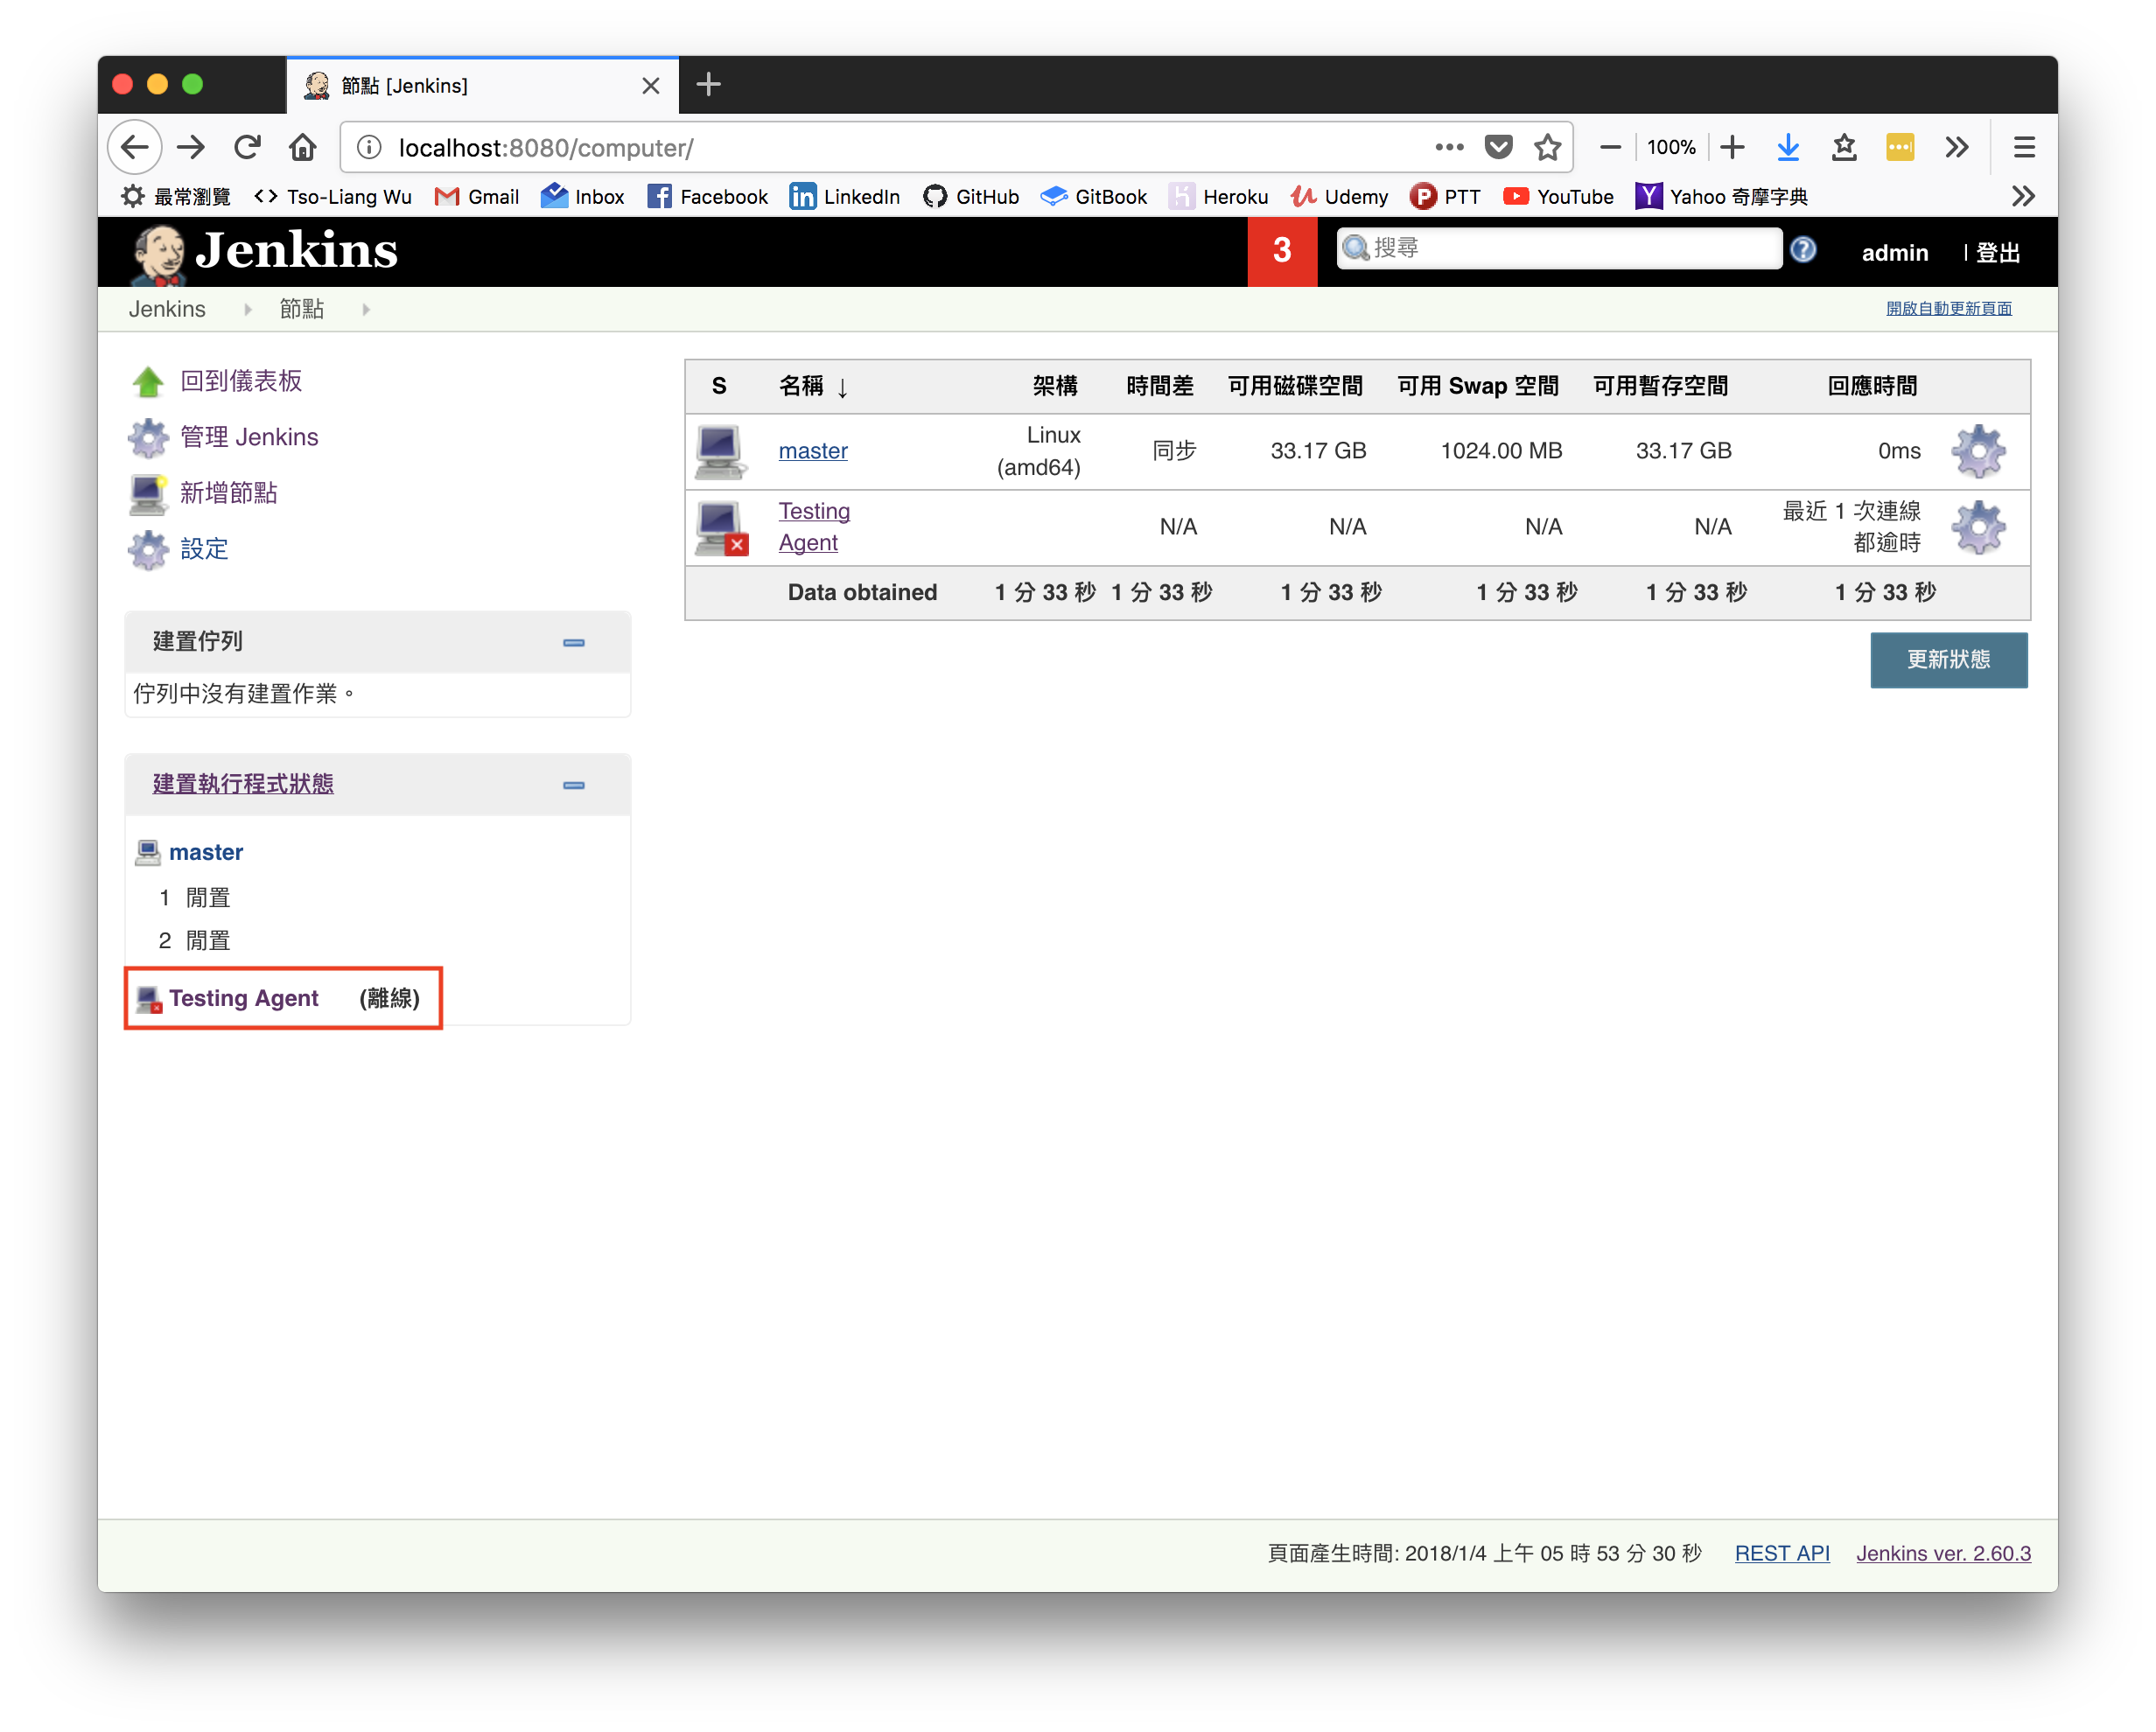 節點 [Jenkins]
localhost:8080/computer/
100%
最常瀏覽 Tso-Liang Wu Gmail Inbox Facebook LinkedIn GitHub GitBook Heroku Udemy PTT YouTube Yahoo 奇摩字典
Jenkins 3 搜尋 admin | 登出
Jenkins 節點 開啟自動更新頁面
回到儀表板
管理 Jenkins
新增節點
設定
建置佇列
佇列中沒有建置作業。
建置執行程式狀態
master
1 閒置
2 閒置
Testing Agent (離線)
S 名稱 ↓ 架構 時間差 可用磁碟空間 可用 Swap 空間 可用暫存空間 回應時間
master Linux (amd64) 同步 33.17 GB 1024.00 MB 33.17 GB 0ms
Testing Agent N/A N/A N/A N/A 最近 1 次連線都逾時
Data obtained 1 分 33 秒 1 分 33 秒 1 分 33 秒 1 分 33 秒 1 分 33 秒 1 分 33 秒
更新狀態
頁面產生時間: 2018/1/4 上午 05 時 53 分 30 秒 REST API Jenkins ver. 2.60.3